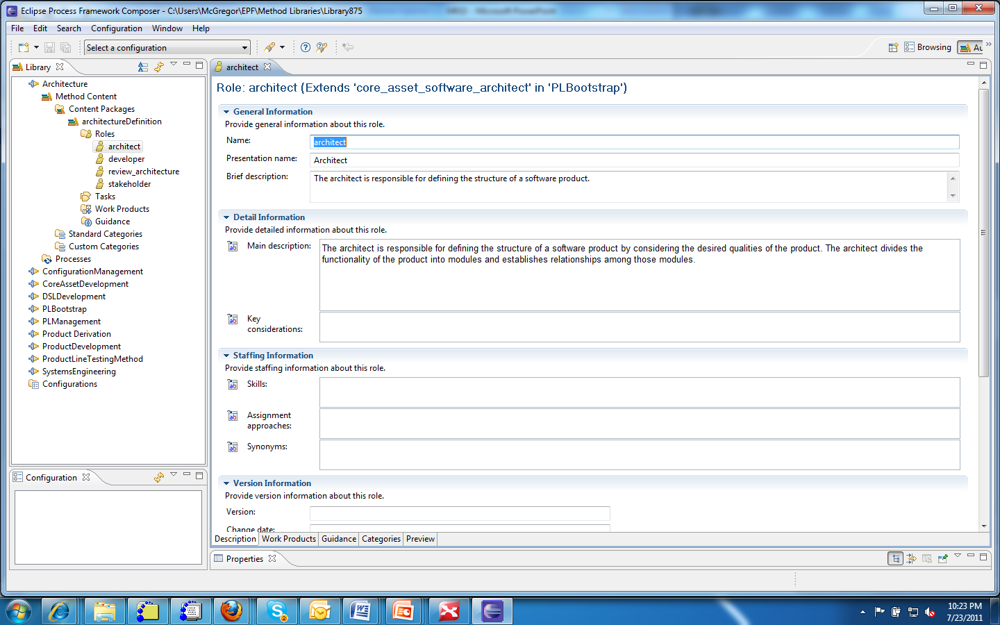 Eclipse Process Framework Composer - C:\Users\McGregor\EPF\Method Libraries\Library875
File Edit Search Configuration Window Help
Select a configuration
Browsing
Au
Library
Architecture
Method Content
Content Packages
architectureDefinition
Roles
architect
developer
review_architecture
stakeholder
Tasks
Work Products
Guidance
Standard Categories
Custom Categories
Processes
ConfigurationManagement
CoreAssetDevelopment
DSLDevelopment
PLBootstrap
PLManagement
Product Derivation
ProductDevelopment
ProductLineTestingMethod
SystemsEngineering
Configurations
Configuration
architect
Role: architect (Extends 'core_asset_software_architect' in 'PLBootstrap')
General Information
Provide general information about this role.
Name: architect
Presentation name: Architect
Brief description: The architect is responsible for defining the structure of a software product.
Detail Information
Provide detailed information about this role.
Main description: The architect is responsible for defining the structure of a software product by considering the desired qualities of the product. The architect divides the
functionality of the product into modules and establishes relationships among those modules.
Key
considerations:
Staffing Information
Provide staffing information about this role.
Skills:
Assignment
approaches:
Synonyms:
Version Information
Provide version information about this role.
Version:
Change date:
Description Work Products Guidance Categories Preview
Properties
10:23 PM
7/23/2011